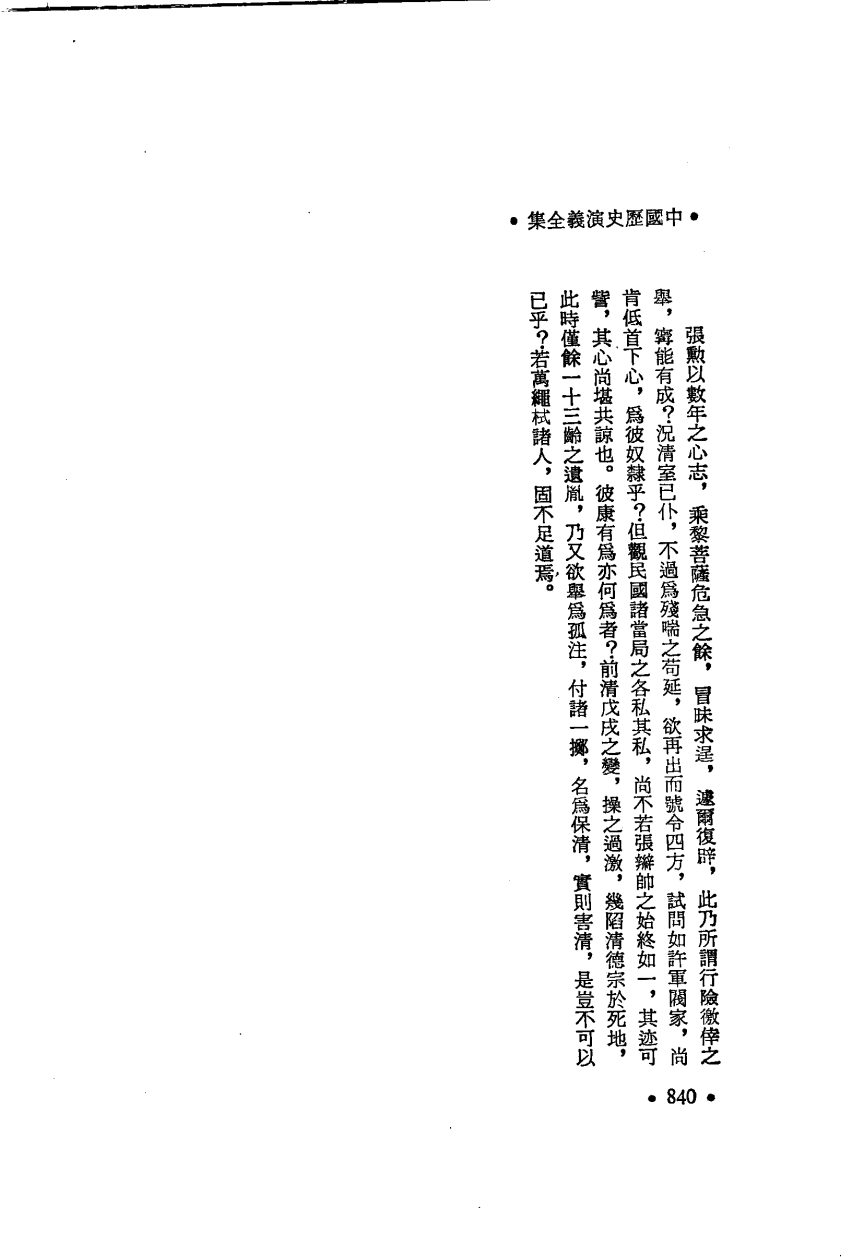 •中國歷史演義全集•
張勲以數年之心志，乘黎菩薩危急之餘，冒昧求逞，遽爾復辟，此乃所謂行險徼倖之
舉，寗能有成？況清室已仆，不過爲殘喘之苟延，欲再出而號令四方，試問如許軍閥家，尚
肯低首下心，爲彼奴隸乎？但觀民國諸當局之各私其私，尚不若張辮帥之始終如一，其迹可
訾，其心尚堪共諒也。彼康有爲亦何爲者？前清戊戌之變，操之過激，幾陷清德宗於死地，
此時僅餘一十三齡之遺胤，乃又欲舉爲孤注，付諸一擲，名爲保清，實則害清，是豈不可以
已乎？若萬繩栻諸人，固不足道焉。
•840•